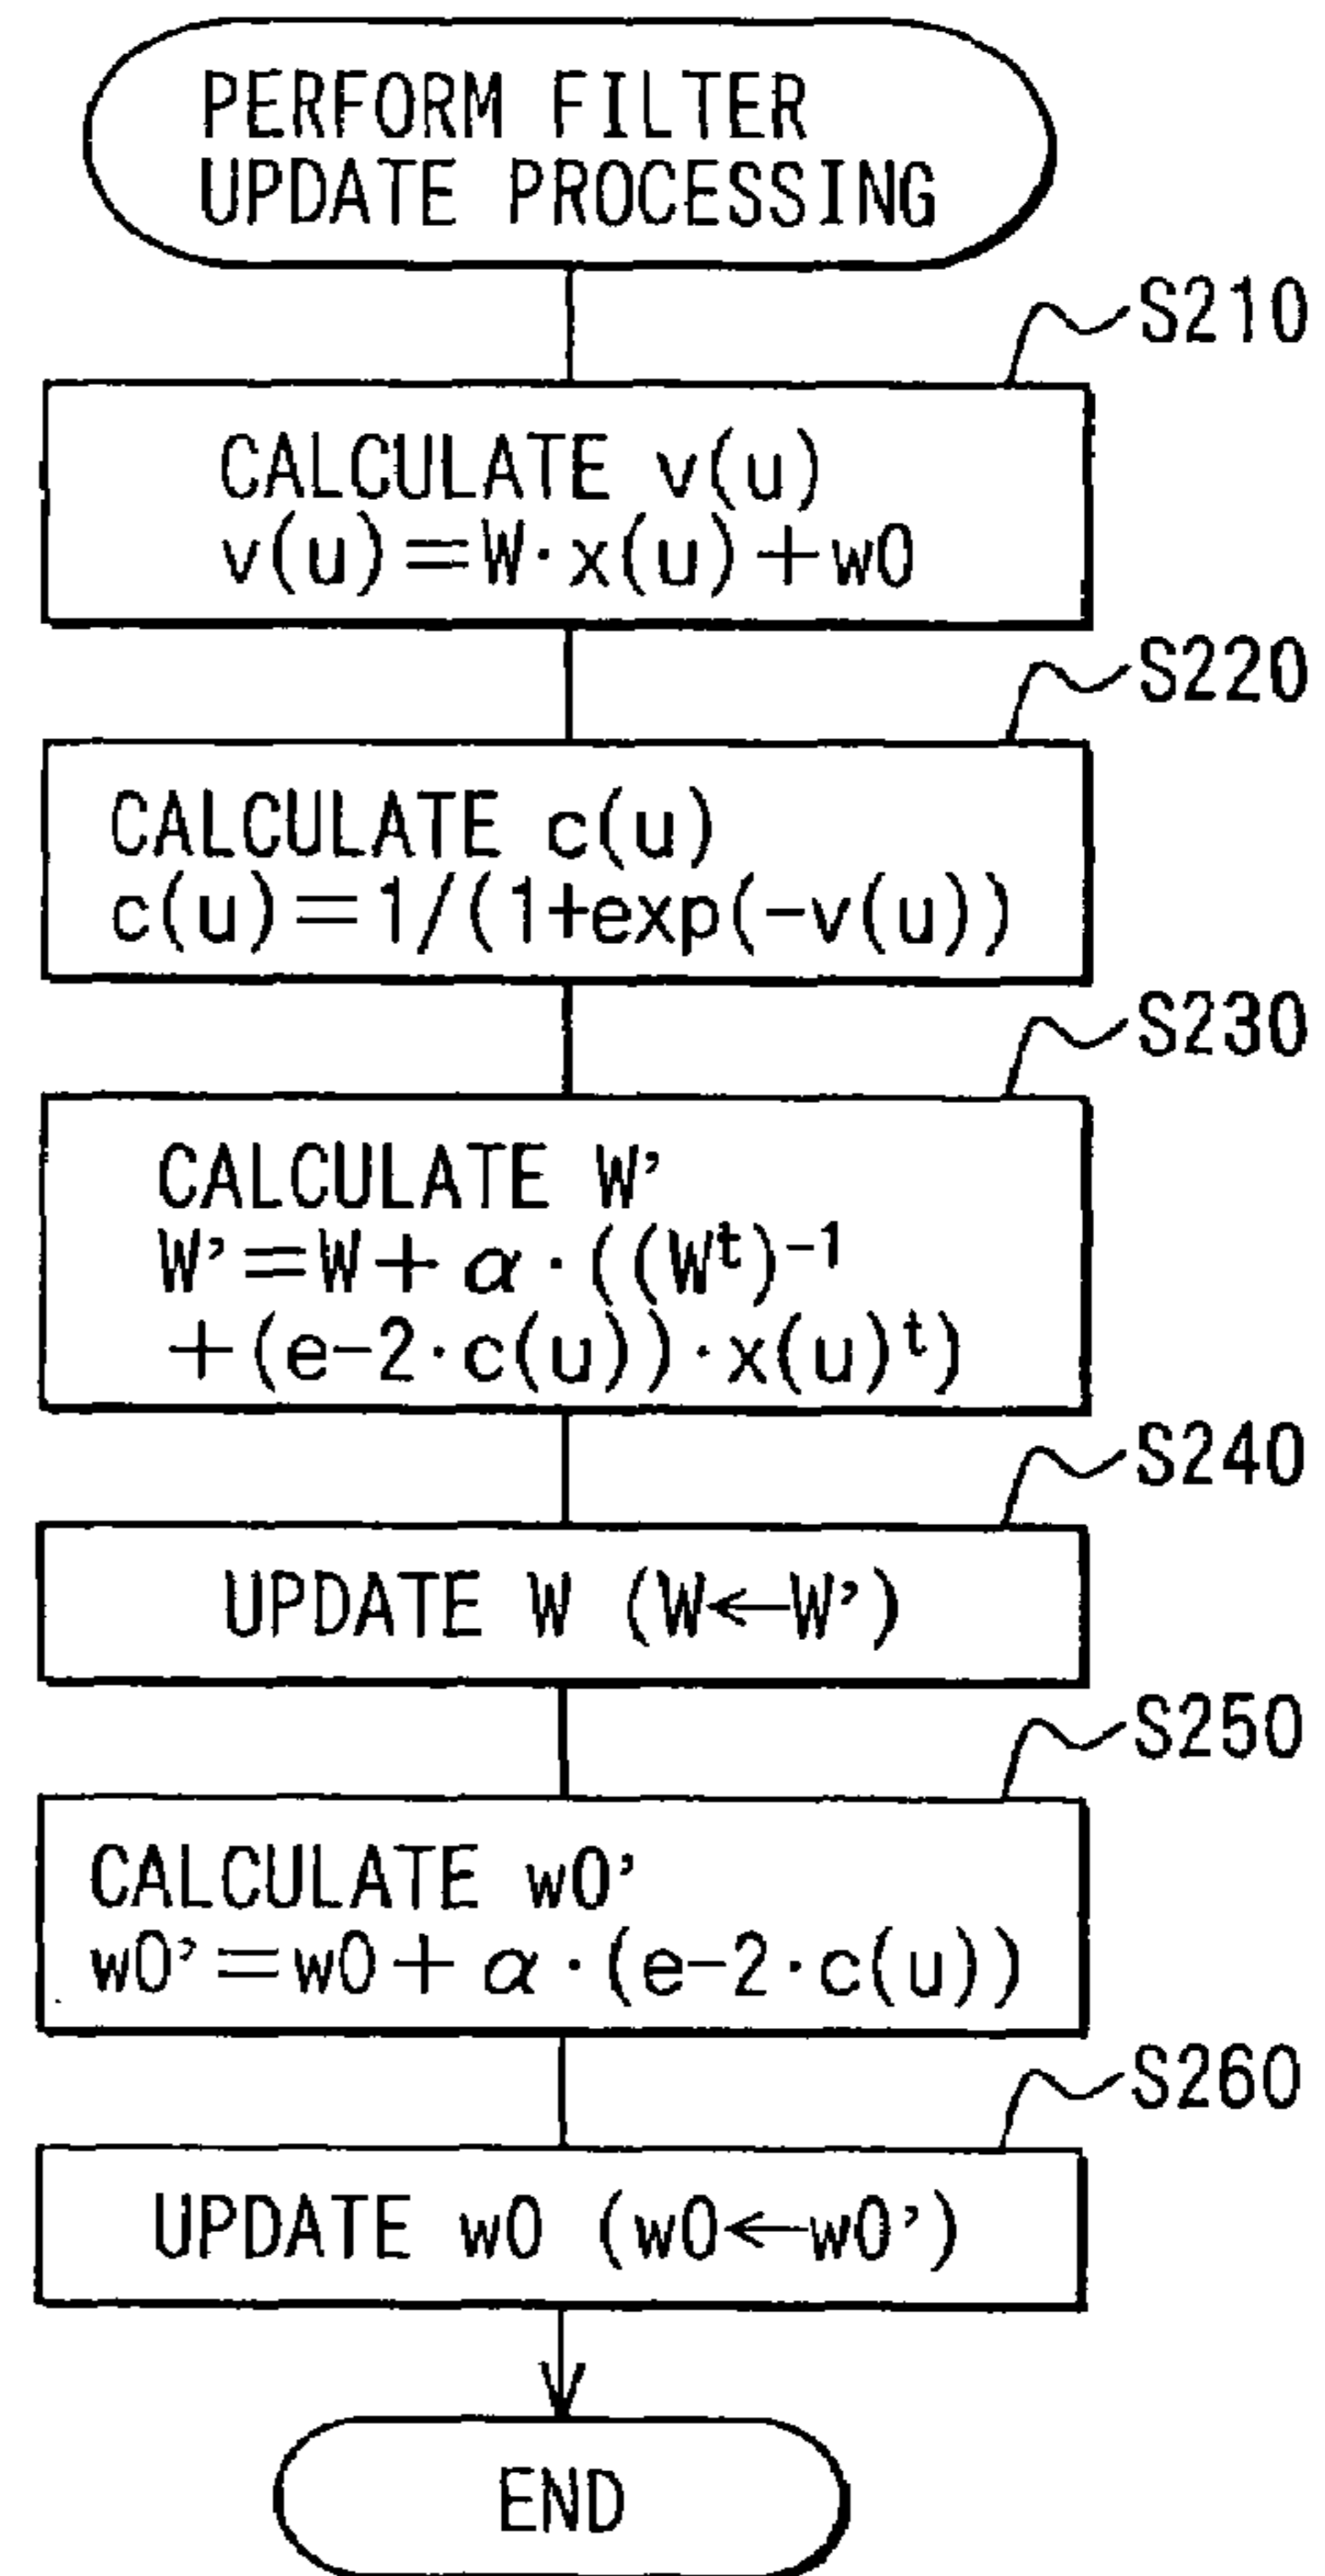 PERFORM FILTER
UPDATE PROCESSING
S210
CALCULATE v(u)
v(u)=W·x(u)+w0
S220
CALCULATE c(u)
c(u)=1/(1+exp(-v(u))
S230
CALCULATE W'
W'=W+α·((Wᵗ)⁻¹
+(e-2·c(u))·x(u)ᵗ)
S240
UPDATE W (W←W')
S250
CALCULATE w0'
w0'=w0+α·(e-2·c(u))
S260
UPDATE w0 (w0←w0')
END